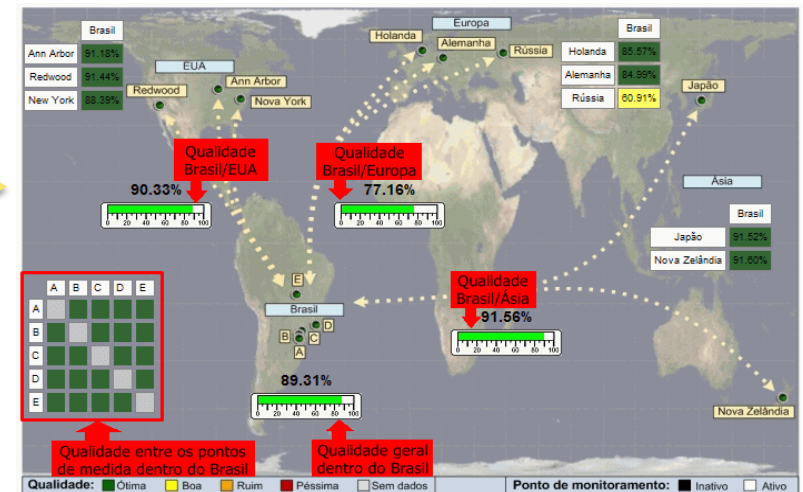 Brasil
Ann Arbor 91.18%
Redwood 91.44%
New York 88.39%
EUA
Redwood
Ann Arbor
Nova York
Europa
Holanda
Alemanha
Rússia
Brasil
Holanda 85.57%
Alemanha 84.99%
Rússia 60.91%
Japão
Ásia
Brasil
Japão 91.52%
Nova Zelândia 91.60%
Qualidade
Brasil/EUA
90.33%
0 20 40 60 80 100
Qualidade
Brasil/Europa
77.16%
0 20 40 60 80 100
Qualidade
Brasil/Ásia
91.56%
0 20 40 60 80 100
E
Brasil
B D
C
A
89.31%
0 20 40 60 80 100
A B C D E
A
B
C
D
E
Nova Zelândia
Qualidade entre os pontos
de medida dentro do Brasil
Qualidade geral
dentro do Brasil
Qualidade: Ótima Boa Ruim Péssima Sem dados
Ponto de monitoramento: Inativo Ativo